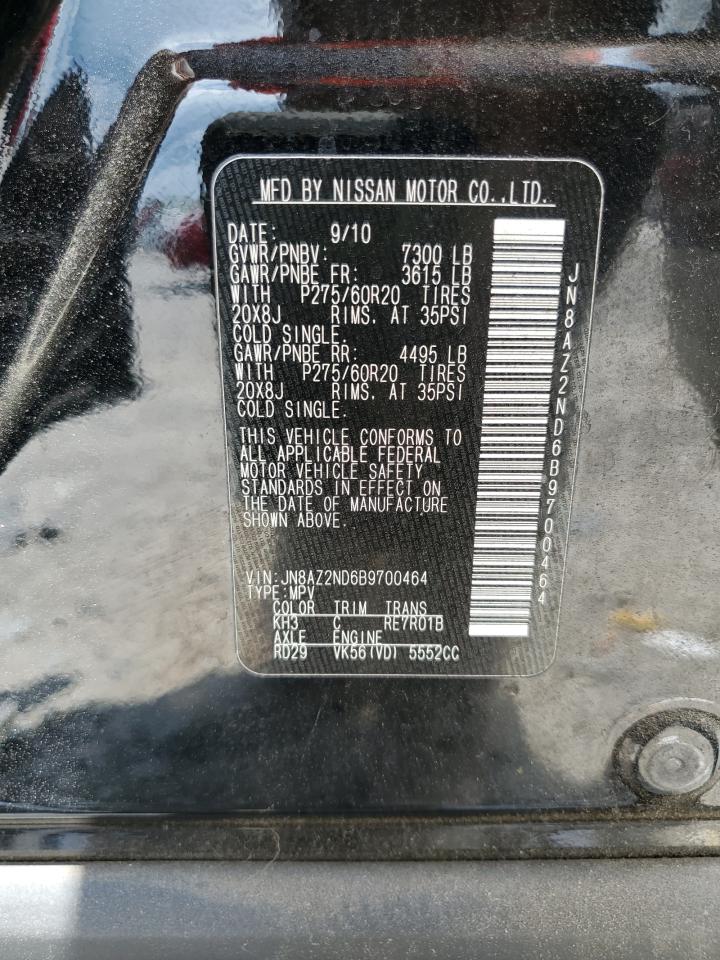 MFD BY NISSAN MOTOR CO.,LTD.
DATE: 9/10
GVWR/PNBV: 7300 LB
GAWR/PNBE FR: 3615 LB
WITH P275/60R20 TIRES
20X8J RIMS. AT 35PSI
COLD SINGLE.
GAWR/PNBE RR: 4495 LB
WITH P275/60R20 TIRES
20X8J RIMS. AT 35PSI
COLD SINGLE.
THIS VEHICLE CONFORMS TO
ALL APPLICABLE FEDERAL
MOTOR VEHICLE SAFETY
STANDARDS IN EFFECT ON
THE DATE OF MANUFACTURE
SHOWN ABOVE.
VIN:JN8AZ2ND6B9700464
TYPE:MPV
COLOR TRIM TRANS
KH3 C RE7R01B
AXLE ENGINE
RD29 VK56(VD) 5552CC
JN8AZ2ND6B9700464